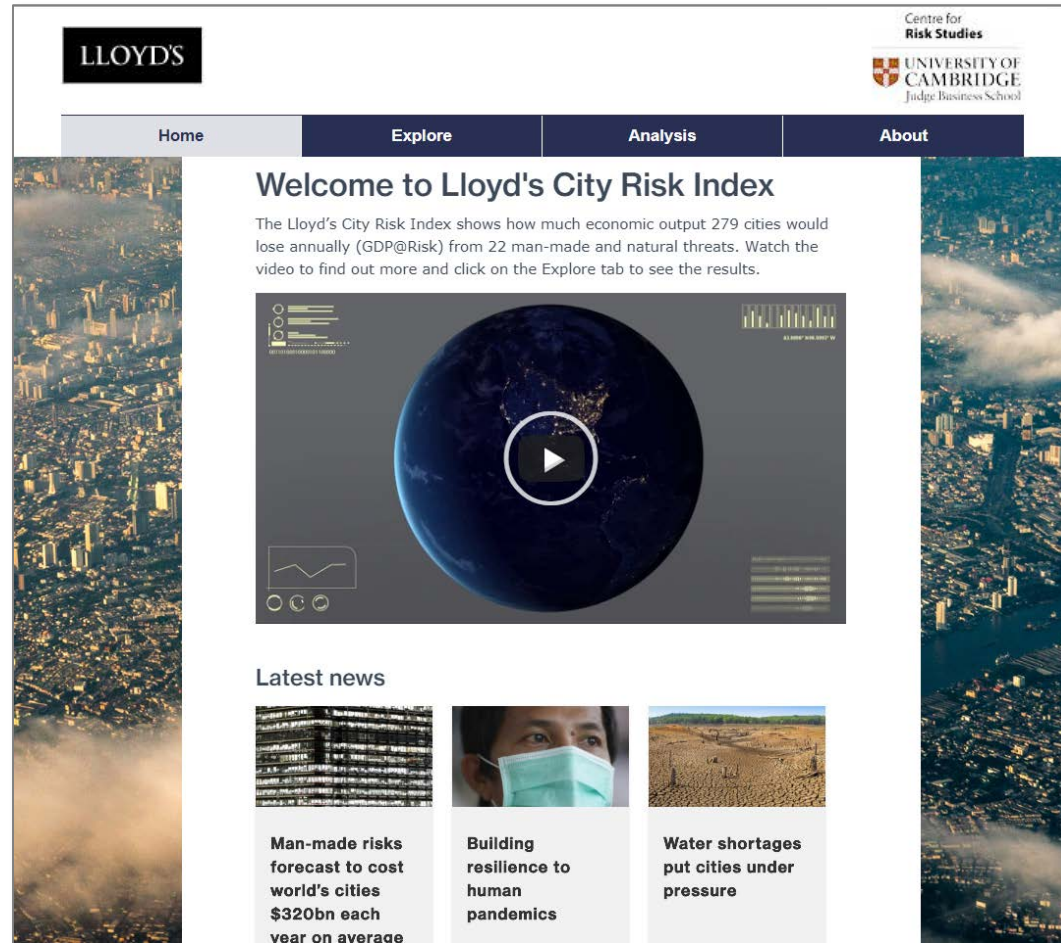 LLOYD'S
Centre for
Risk Studies
UNIVERSITY OF
CAMBRIDGE
Judge Business School
Home
Explore
Analysis
About
Welcome to Lloyd's City Risk Index
The Lloyd's City Risk Index shows how much economic output 279 cities would
lose annually (GDP@Risk) from 22 man-made and natural threats. Watch the
video to find out more and click on the Explore tab to see the results.
Latest news
Man-made risks
forecast to cost
world's cities
$320bn each
year on average
Building
resilience to
human
pandemics
Water shortages
put cities under
pressure